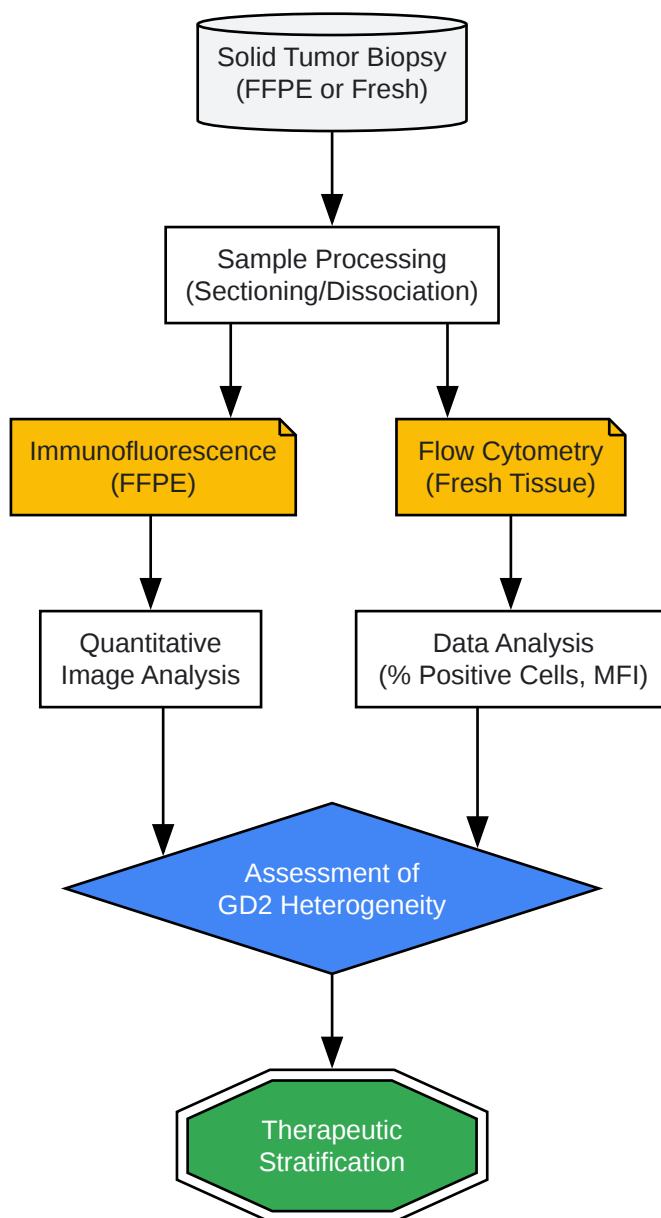 Solid Tumor Biopsy
(FFPE or Fresh)
Sample Processing
(Sectioning/Dissociation)
Immunofluorescence
(FFPE)
Flow Cytometry
(Fresh Tissue)
Quantitative
Image Analysis
Data Analysis
(% Positive Cells, MFI)
Assessment of
GD2 Heterogeneity
Therapeutic
Stratification